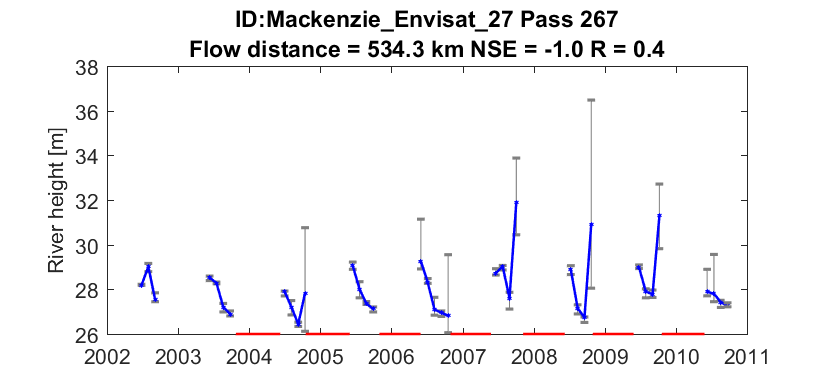 ID:Mackenzie_Envisat_27 Pass 267
Flow distance = 534.3 km NSE = -1.0 R = 0.4
River height [m]
38
36
34
32
30
28
26
2002 2003 2004 2005 2006 2007 2008 2009 2010 2011